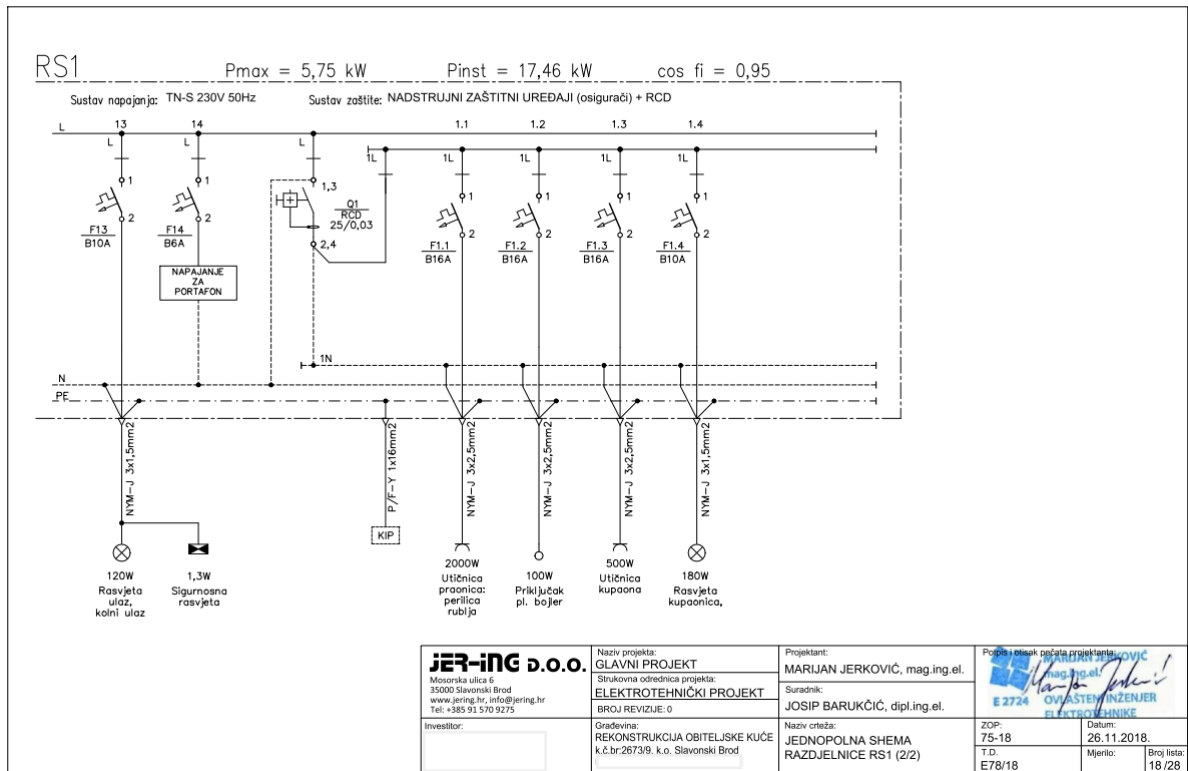 RS1
Pmax = 5,75 kW Pinst = 17,46 kW cos fi = 0,95
Sustav napajanja: TN-S 230V 50Hz Sustav zaštite: NADSTRUJNI ZAŠTITNI UREĐAJI (osigurači) + RCD
L 13 14 1.1 1.2 1.3 1.4
L L L 1L 1L 1L 1L 1L
1 1 1,3 1 1 1 1
2 2 2,4 2 2 2 2
F13
B10A
F14
B6A
Q1
RCD
25/0,03
F1.1
B16A
F1.2
B16A
F1.3
B16A
F1.4
B10A
NAPAJANJE
ZA
PORTAFON
1N
N
PE
NYM-J 3x1,5mm2
P/F-Y 1x16mm2
NYM-J 3x2,5mm2
NYM-J 3x2,5mm2
NYM-J 3x2,5mm2
NYM-J 3x1,5mm2
KIP
120W
Rasvjeta
ulaz,
kolni ulaz
1,3W
Sigurnosna
rasvjeta
2000W
Utičnica
praonica:
perilica
rublja
100W
Priključak
pl. bojler
500W
Utičnica
kupaona
180W
Rasvjeta
kupaonica,
JER-ING D.O.O.
Mosorska ulica 6
35000 Slavonski Brod
www.jering.hr, info@jering.hr
Tel: +385 91 570 9275
Naziv projekta:
GLAVNI PROJEKT
Strukovna odrednica projekta:
ELEKTROTEHNIČKI PROJEKT
BROJ REVIZIJE: 0
Projektant:
MARIJAN JERKOVIĆ, mag.ing.el.
Suradnik:
JOSIP BARUKČIĆ, dipl.ing.el.
Potpis i otisak pečata projektanta:
MARIJAN JERKOVIĆ
mag.ing.el.
E 2724 OVLAŠTENI INŽENJER
ELEKTROTEHNIKE
Investitor:
Građevina:
REKONSTRUKCIJA OBITELJSKE KUĆE
k.č.br:2673/9. k.o. Slavonski Brod
Naziv crteža:
JEDNOPOLNA SHEMA
RAZDJELNICE RS1 (2/2)
ZOP:
75-18
Datum:
26.11.2018.
T.D.
E78/18
Mjerilo:
Broj lista:
18 /28